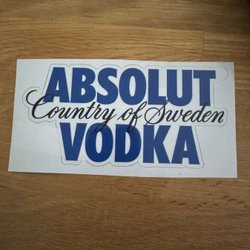 ABSOLUT
Country of Sweden
VODKA